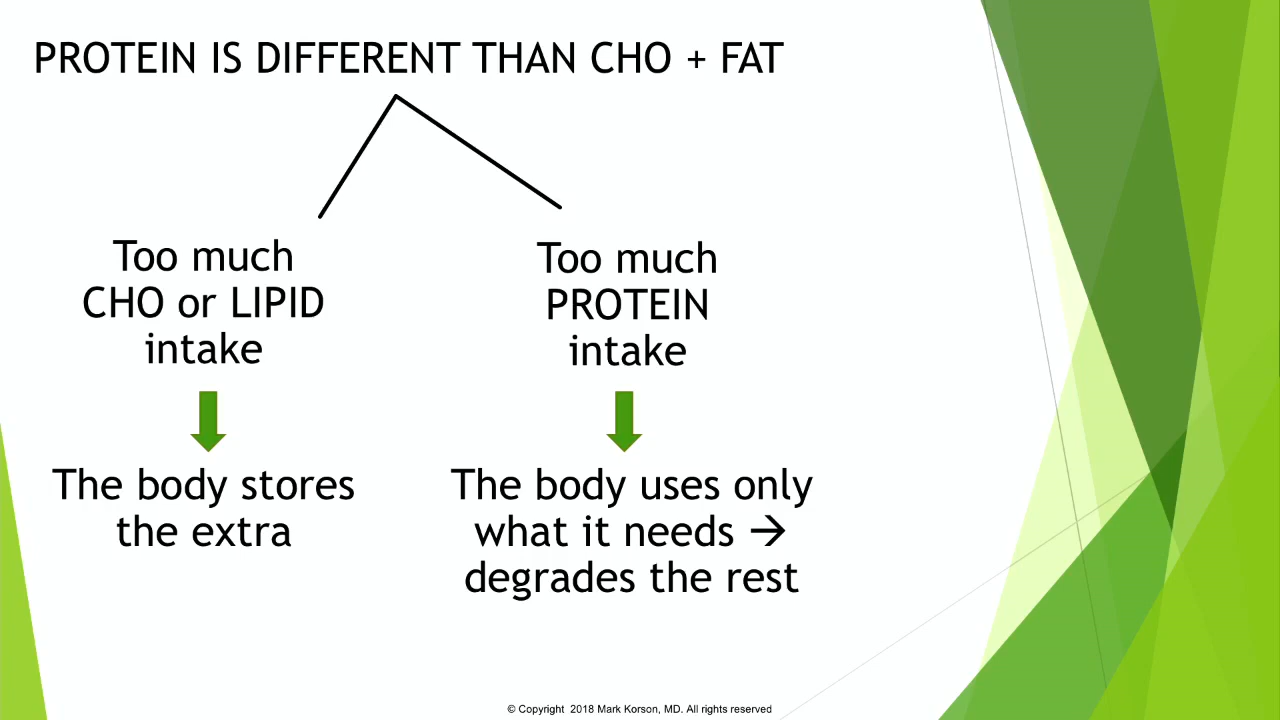 PROTEIN IS DIFFERENT THAN CHO + FAT
Too much
CHO or LIPID
intake
The body stores
the extra
Too much
PROTEIN
intake
The body uses only
what it needs →
degrades the rest
© Copyright 2018 Mark Korson, MD. All rights reserved